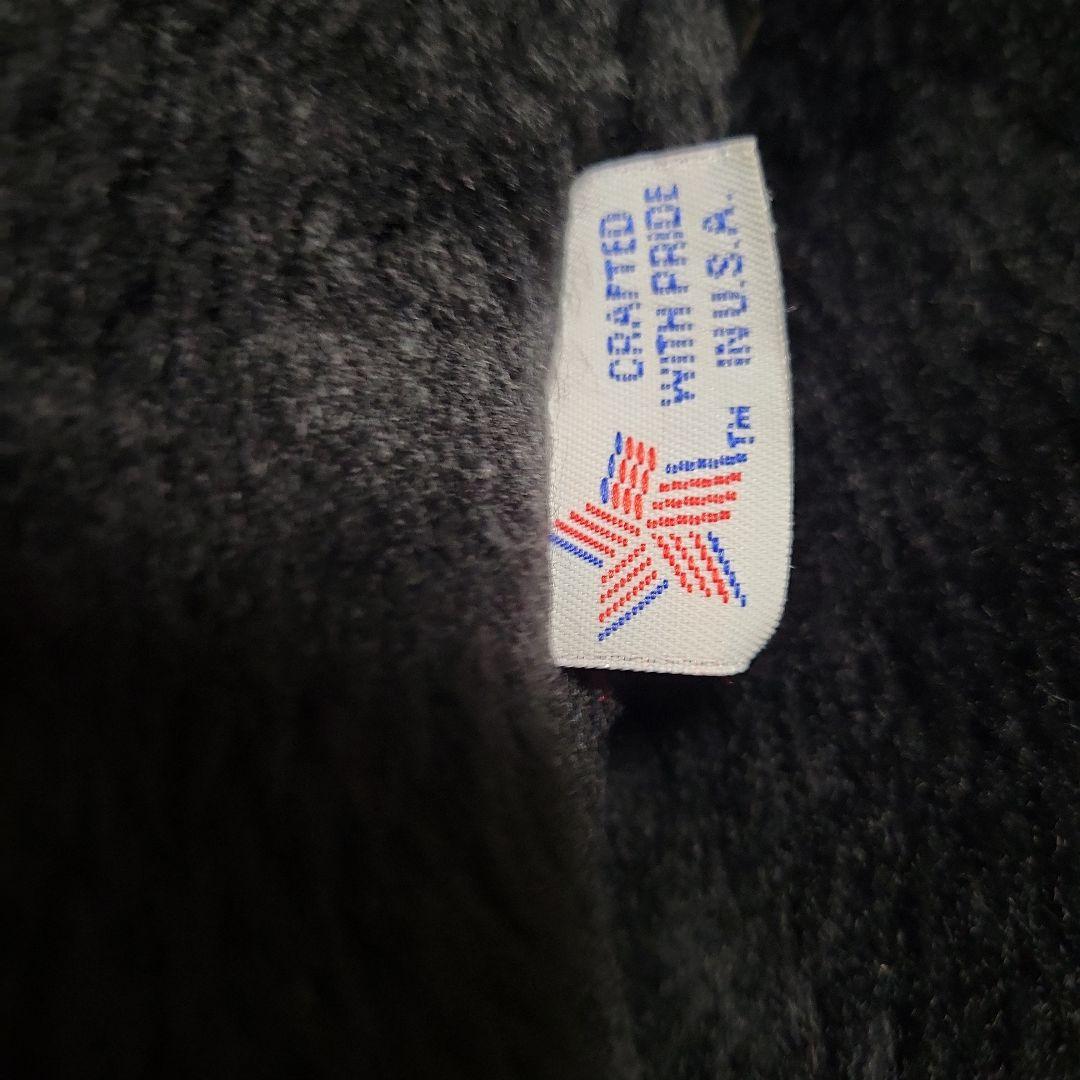 CRAFTED
WITH PRIDE
IN U.S.A.
TM